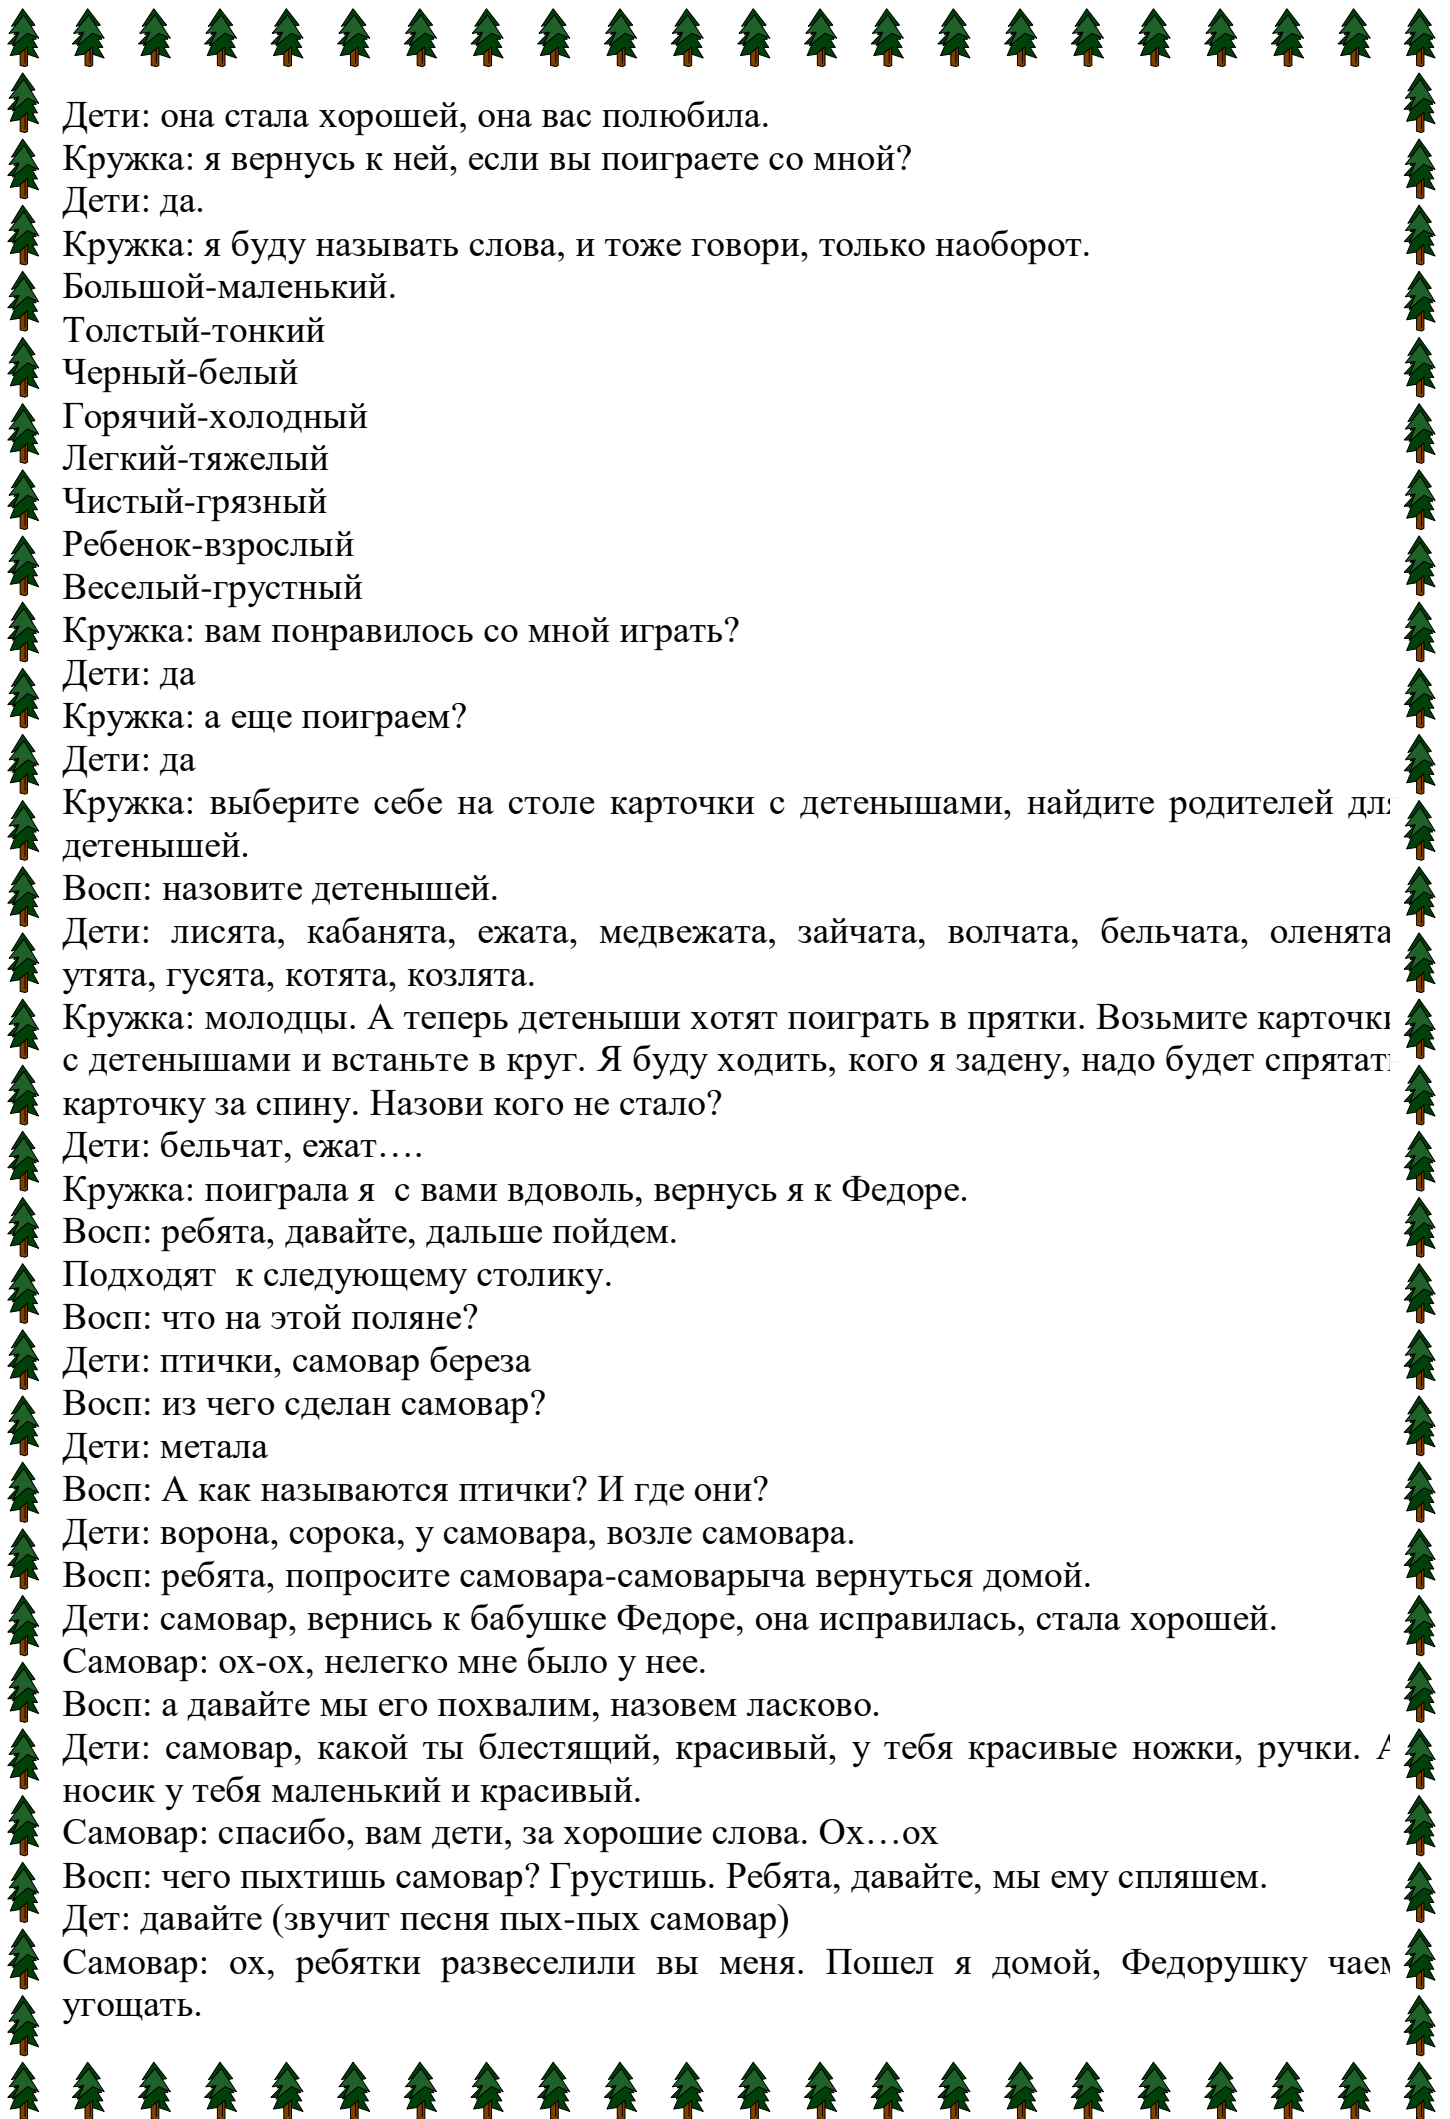 Дети: она стала хорошей, она вас полюбила.
Кружка: я вернусь к ней, если вы поиграете со мной?
Дети: да.
Кружка: я буду называть слова, и тоже говори, только наоборот.
Большой-маленький.
Толстый-тонкий
Черный-белый
Горячий-холодный
Легкий-тяжелый
Чистый-грязный
Ребенок-взрослый
Веселый-грустный
Кружка: вам понравилось со мной играть?
Дети: да
Кружка: а еще поиграем?
Дети: да
Кружка: выберите себе на столе карточки с детенышами, найдите родителей для
детенышей.
Восп: назовите детенышей.
Дети: лисята, кабанята, ежата, медвежата, зайчата, волчата, бельчата, оленята
утята, гусята, котята, козлята.
Кружка: молодцы. А теперь детеныши хотят поиграть в прятки. Возьмите карточки
с детенышами и встаньте в круг. Я буду ходить, кого я задену, надо будет спрятать
карточку за спину. Назови кого не стало?
Дети: бельчат, ежат….
Кружка: поиграла я  с вами вдоволь, вернусь я к Федоре.
Восп: ребята, давайте, дальше пойдем.
Подходят  к следующему столику.
Восп: что на этой поляне?
Дети: птички, самовар береза
Восп: из чего сделан самовар?
Дети: метала
Восп: А как называются птички? И где они?
Дети: ворона, сорока, у самовара, возле самовара.
Восп: ребята, попросите самовара-самоварыча вернуться домой.
Дети: самовар, вернись к бабушке Федоре, она исправилась, стала хорошей.
Самовар: ох-ох, нелегко мне было у нее.
Восп: а давайте мы его похвалим, назовем ласково.
Дети: самовар, какой ты блестящий, красивый, у тебя красивые ножки, ручки. А
носик у тебя маленький и красивый.
Самовар: спасибо, вам дети, за хорошие слова. Ох…ох
Восп: чего пыхтишь самовар? Грустишь. Ребята, давайте, мы ему спляшем.
Дет: давайте (звучит песня пых-пых самовар)
Самовар: ох, ребятки развеселили вы меня. Пошел я домой, Федорушку чаем
угощать.